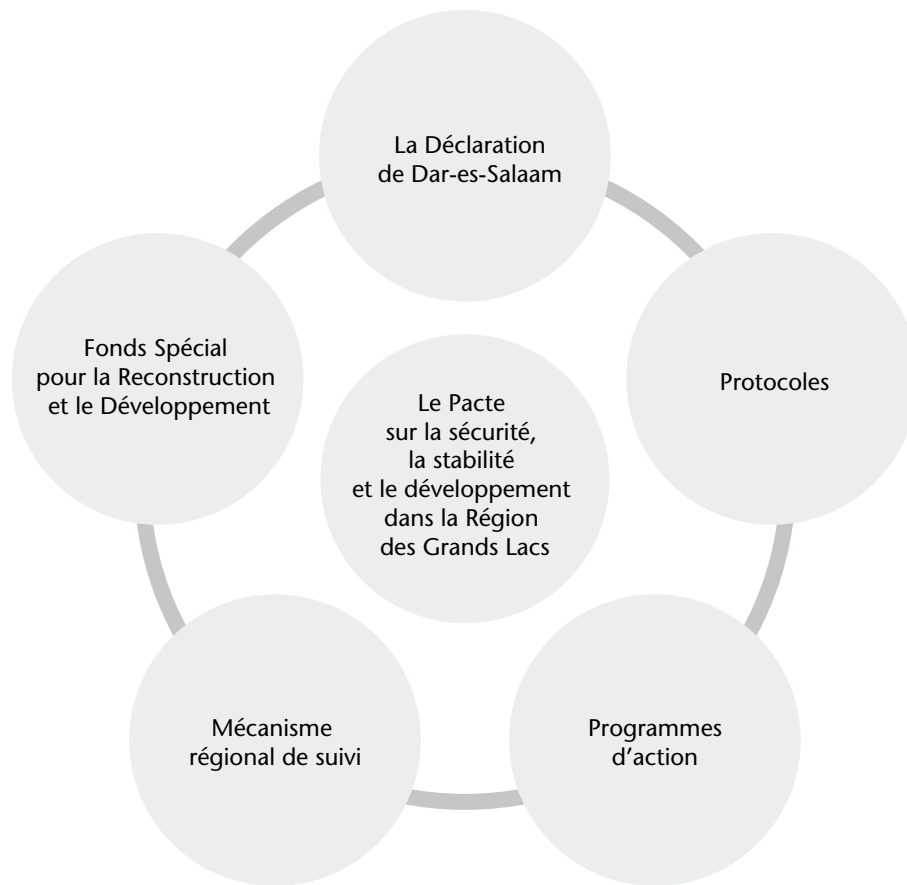 La Déclaration
de Dar-es-Salaam
Fonds Spécial
pour la Reconstruction
et le Développement
Protocoles
Le Pacte
sur la sécurité,
la stabilité
et le développement
dans la Région
des Grands Lacs
Mécanisme
régional de suivi
Programmes
d’action